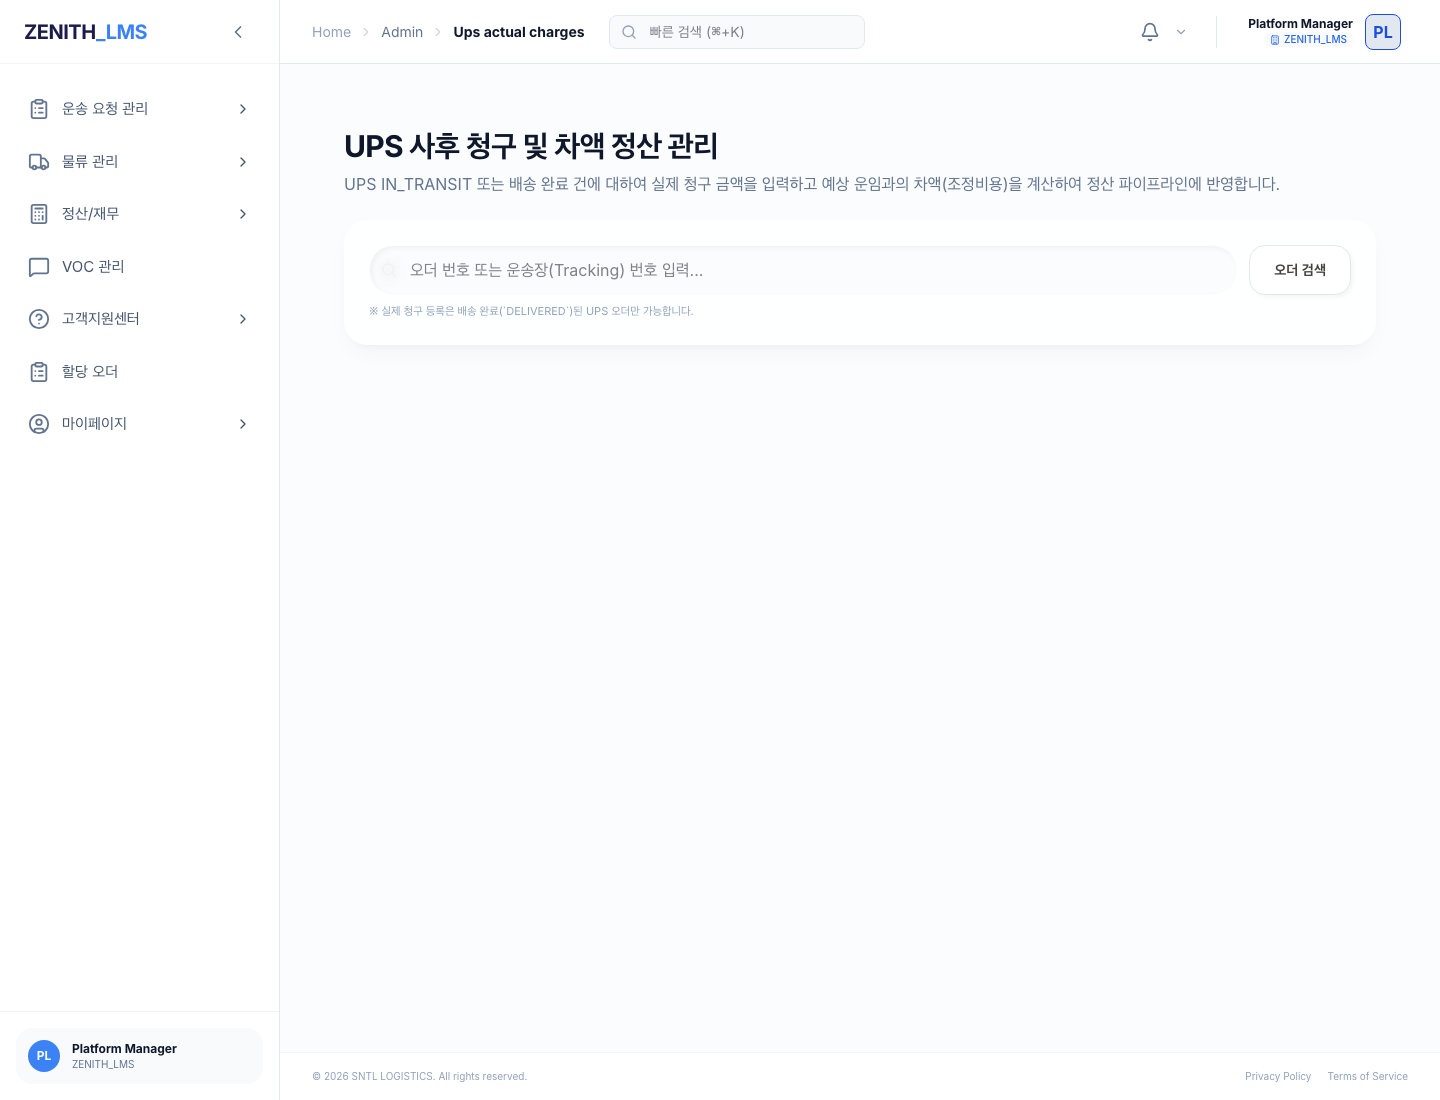 ZENITH_LMS
Home
Admin
Ups actual charges
빠른 검색 (⌘+K)
Platform Manager
ZENITH_LMS
PL
운송 요청 관리
물류 관리
정산/재무
VOC 관리
고객지원센터
할당 오더
마이페이지
UPS 사후 청구 및 차액 정산 관리
UPS IN_TRANSIT 또는 배송 완료 건에 대하여 실제 청구 금액을 입력하고 예상 운임과의 차액(조정비용)을 계산하여 정산 파이프라인에 반영합니다.
오더 번호 또는 운송장(Tracking) 번호 입력...
오더 검색
※ 실제 청구 등록은 배송 완료(`DELIVERED`)된 UPS 오더만 가능합니다.
PL
Platform Manager
ZENITH_LMS
© 2026 SNTL LOGISTICS. All rights reserved.
Privacy Policy
Terms of Service